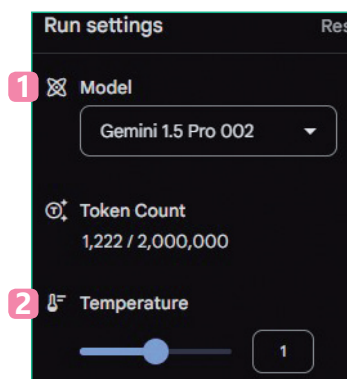 Run settings
Res
1 Model
Gemini 1.5 Pro 002
Token Count
1,222 / 2,000,000
2 Temperature
1